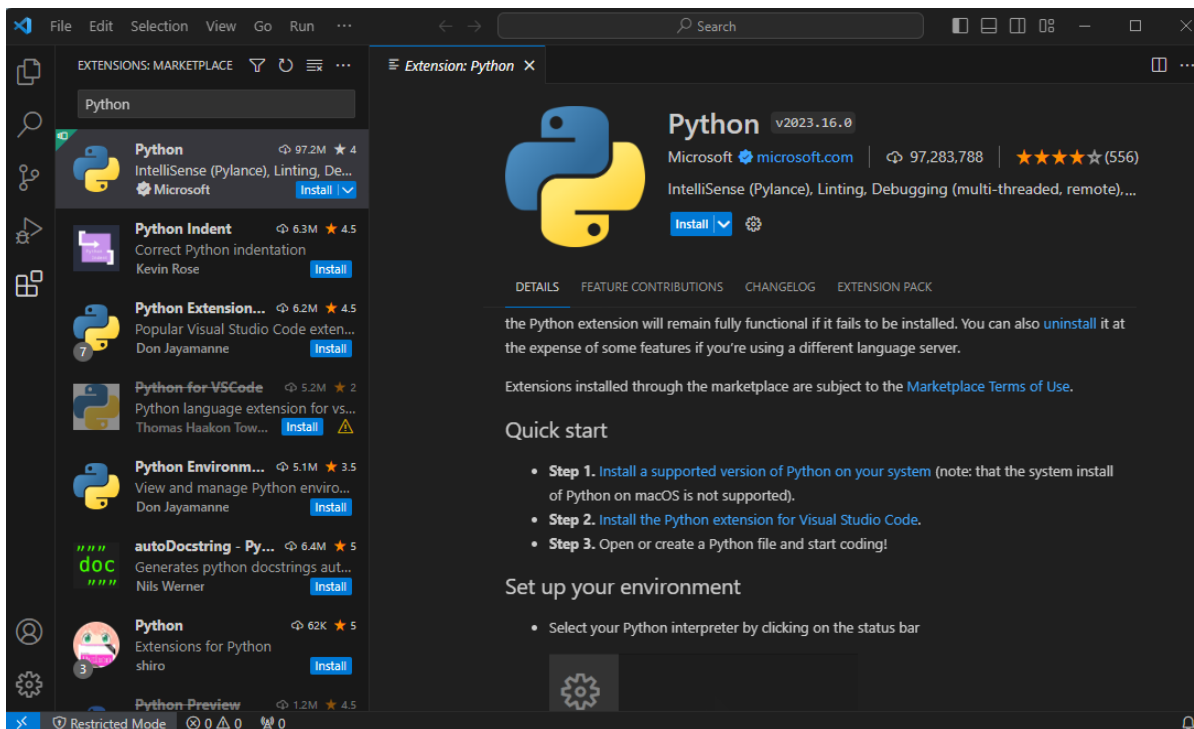 File Edit Selection View Go Run ···
Search
EXTENSIONS: MARKETPLACE
Python
Python 97.2M ★ 4
IntelliSense (Pylance), Linting, De...
Microsoft Install
Python Indent 6.3M ★ 4.5
Correct Python indentation
Kevin Rose Install
Python Extension... 6.2M ★ 4.5
Popular Visual Studio Code exten...
7 Don Jayamanne Install
Python for VSCode 5.2M ★ 2
Python language extension for vs...
Thomas Haakon Tow... Install
Python Environm... 5.1M ★ 3.5
View and manage Python enviro...
Don Jayamanne Install
autoDocstring - Py... 6.4M ★ 5
""" doc """
Generates python docstrings aut...
Nils Werner Install
Python 62K ★ 5
Extensions for Python
3 shiro Install
Python Preview 1.2M ★ 4.5
Extension: Python
Python v2023.16.0
Microsoft microsoft.com | 97,283,788 | ★★★★☆(556)
IntelliSense (Pylance), Linting, Debugging (multi-threaded, remote),...
Install
DETAILS FEATURE CONTRIBUTIONS CHANGELOG EXTENSION PACK
the Python extension will remain fully functional if it fails to be installed. You can also uninstall it at
the expense of some features if you're using a different language server.
Extensions installed through the marketplace are subject to the Marketplace Terms of Use.
Quick start
• Step 1. Install a supported version of Python on your system (note: that the system install
of Python on macOS is not supported).
• Step 2. Install the Python extension for Visual Studio Code.
• Step 3. Open or create a Python file and start coding!
Set up your environment
• Select your Python interpreter by clicking on the status bar
Restricted Mode 0 0 0